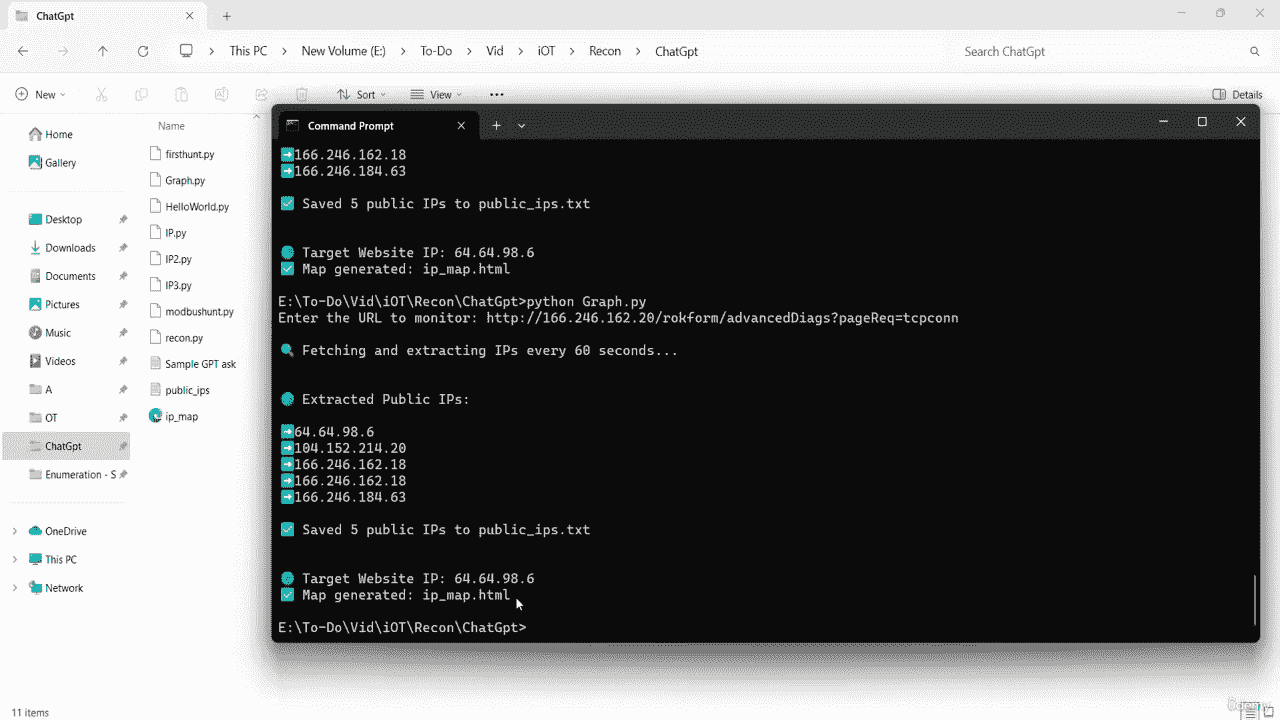 ChatGpt
This PC > New Volume (E:) > To-Do > Vid > iOT > Recon > ChatGpt
Search ChatGpt
New
Sort
View
Details
Home
Gallery
Desktop
Downloads
Documents
Pictures
Music
Videos
A
OT
ChatGpt
Enumeration - S
OneDrive
This PC
Network
Name
firsthunt.py
Graph.py
HelloWorld.py
IP.py
IP2.py
IP3.py
modbushunt.py
recon.py
Sample GPT ask
public_ips
ip_map
Command Prompt
166.246.162.18
166.246.184.63
Saved 5 public IPs to public_ips.txt
Target Website IP: 64.64.98.6
Map generated: ip_map.html
E:\To-Do\Vid\iOT\Recon\ChatGpt>python Graph.py
Enter the URL to monitor: http://166.246.162.20/rokform/advancedDiags?pageReq=tcpconn
Fetching and extracting IPs every 60 seconds...
Extracted Public IPs:
64.64.98.6
104.152.214.20
166.246.162.18
166.246.162.18
166.246.184.63
Saved 5 public IPs to public_ips.txt
Target Website IP: 64.64.98.6
Map generated: ip_map.html
E:\To-Do\Vid\iOT\Recon\ChatGpt>
11 items